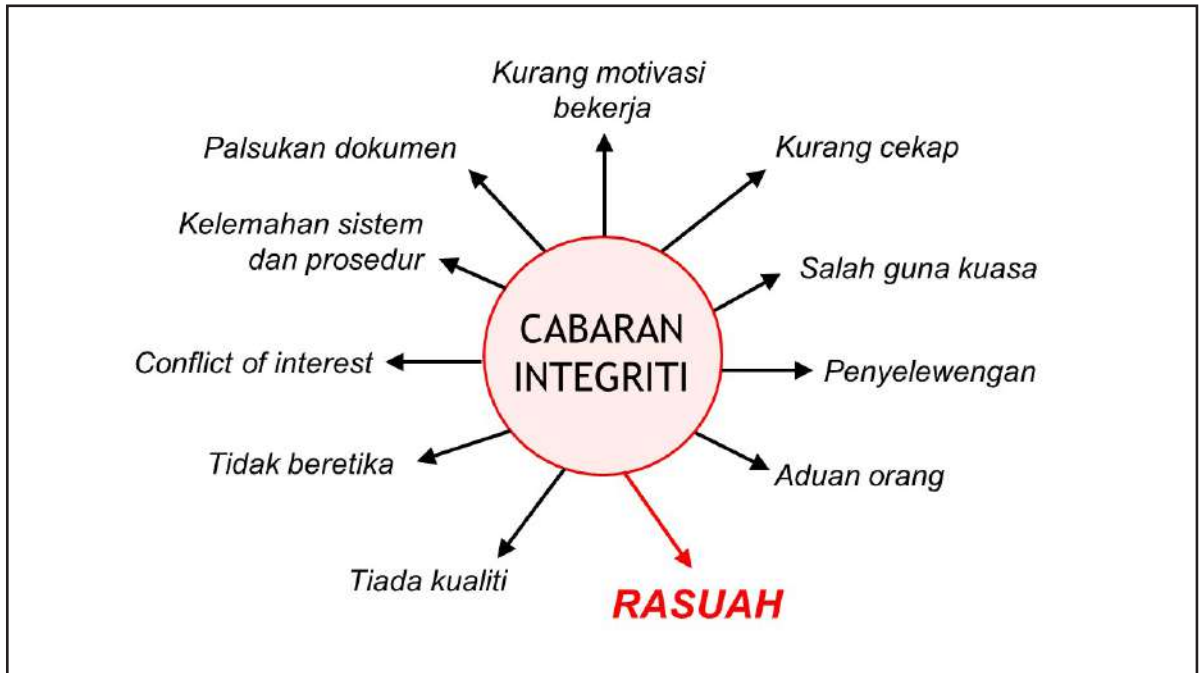 Kurang motivasi
bekerja
Palsukan dokumen
Kurang cekap
Kelemahan sistem
dan prosedur
Salah guna kuasa
CABARAN
INTEGRITI
Conflict of interest
Penyelewengan
Tidak beretika
Aduan orang
Tiada kualiti
RASUAH